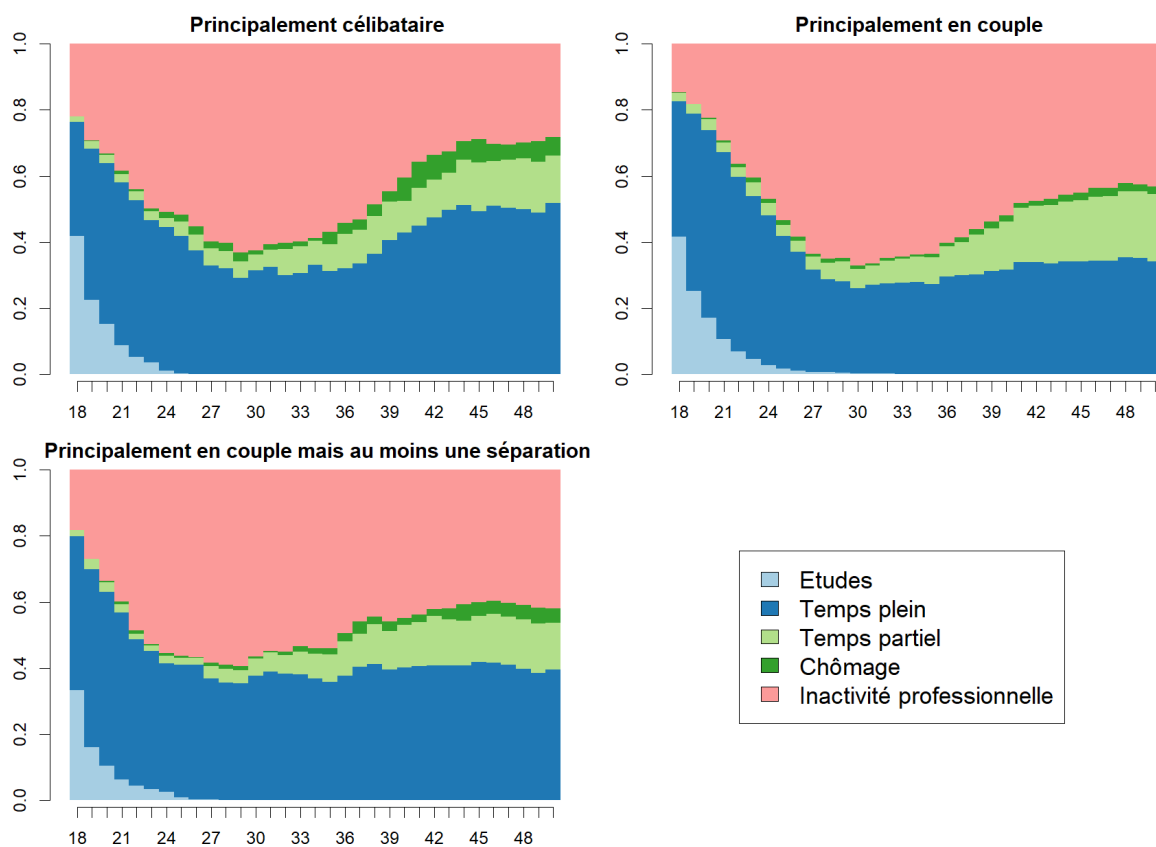 Principalement célibataire
1.0
0.8
0.6
0.4
0.2
0.0
18 21 24 27 30 33 36 39 42 45 48
Principalement en couple
1.0
0.8
0.6
0.4
0.2
0.0
18 21 24 27 30 33 36 39 42 45 48
Principalement en couple mais au moins une séparation
1.0
0.8
0.6
0.4
0.2
0.0
18 21 24 27 30 33 36 39 42 45 48
Etudes
Temps plein
Temps partiel
Chômage
Inactivité professionnelle